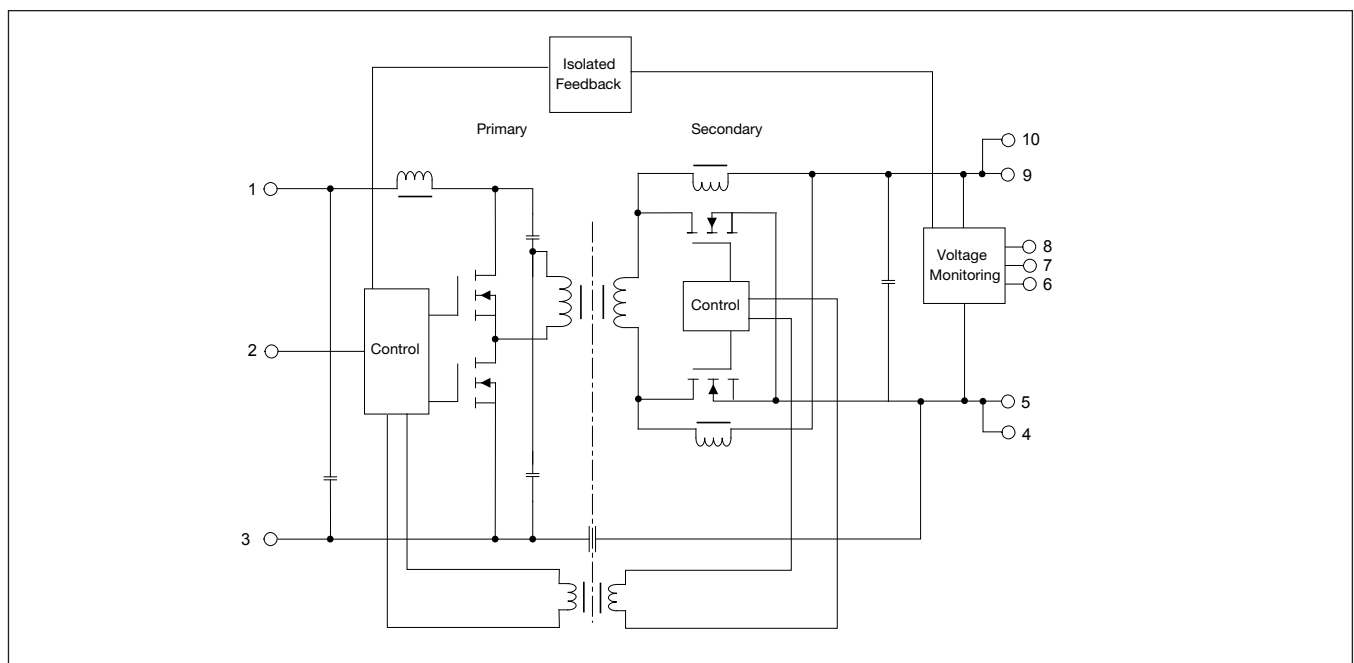 Isolated
Feedback
Primary
Secondary
10
1
9
8
Voltage
Monitoring
7
6
Control
2
Control
5
4
3